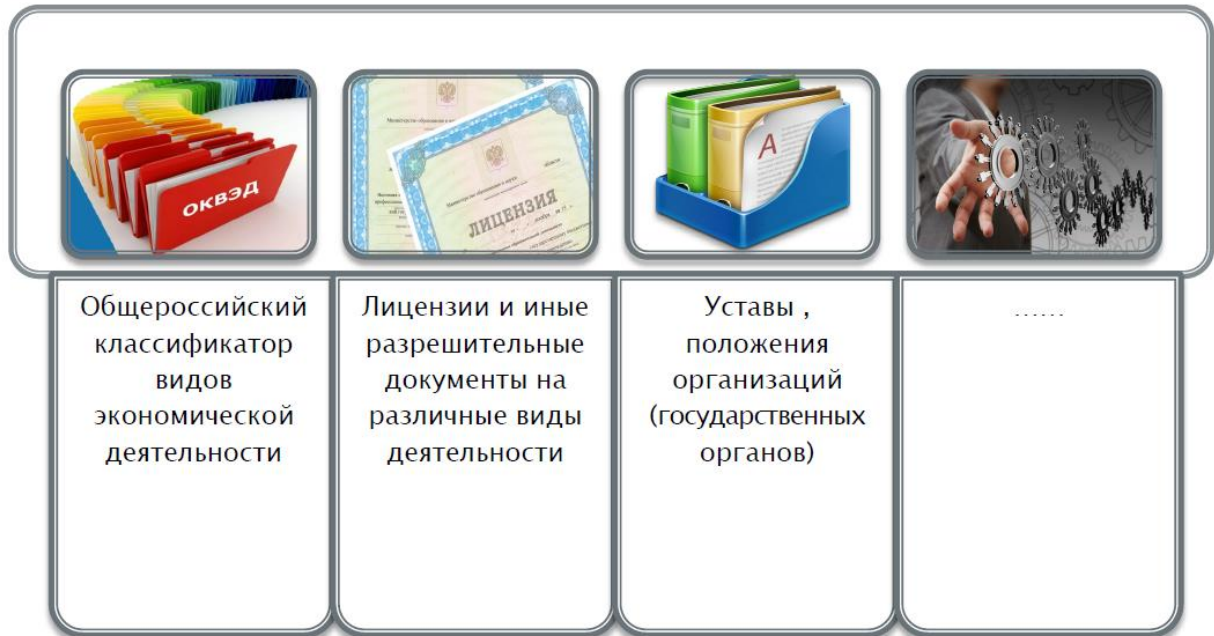 ОКВЭД
ЛИЦЕНЗИЯ
А
Общероссийский
классификатор
видов
экономической
деятельности
Лицензии и иные
разрешительные
документы на
различные виды
деятельности
Уставы ,
положения
организаций
(государственных
органов)
......